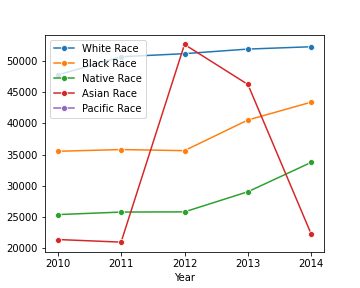 White Race
Black Race
Native Race
Asian Race
Pacific Race
50000
45000
40000
35000
30000
25000
20000
2010
2011
2012
2013
2014
Year